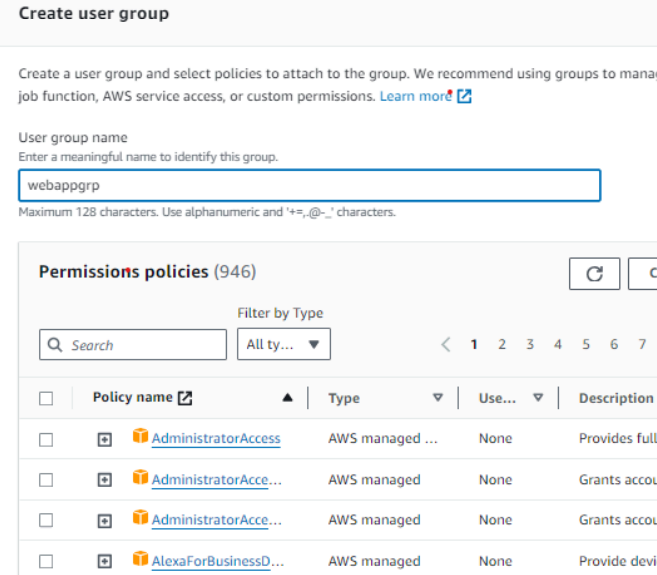 Create user group
Create a user group and select policies to attach to the group. We recommend using groups to manag
job function, AWS service access, or custom permissions. Learn more
User group name
Enter a meaningful name to identify this group.
webappgrp
Maximum 128 characters. Use alphanumeric and '+=,.@-_' characters.
Permissions policies (946)
C
Filter by Type
Search
All ty... 
1 2 3 4 5 6 7
Policy name Type Use... Description
AdministratorAccess AWS managed ... None Provides full
AdministratorAcce... AWS managed None Grants accou
AdministratorAcce... AWS managed None Grants accou
AlexaForBusinessD... AWS managed None Provide devi